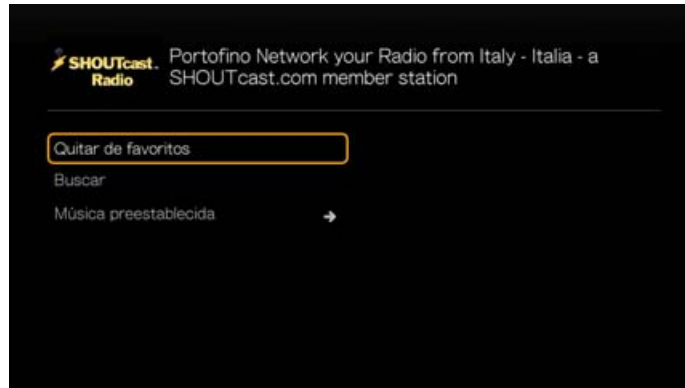 SHOUTcast.
Radio
Portofino Network your Radio from Italy - Italia - a
SHOUTcast.com member station
Quitar de favoritos
Buscar
Música preestablecida